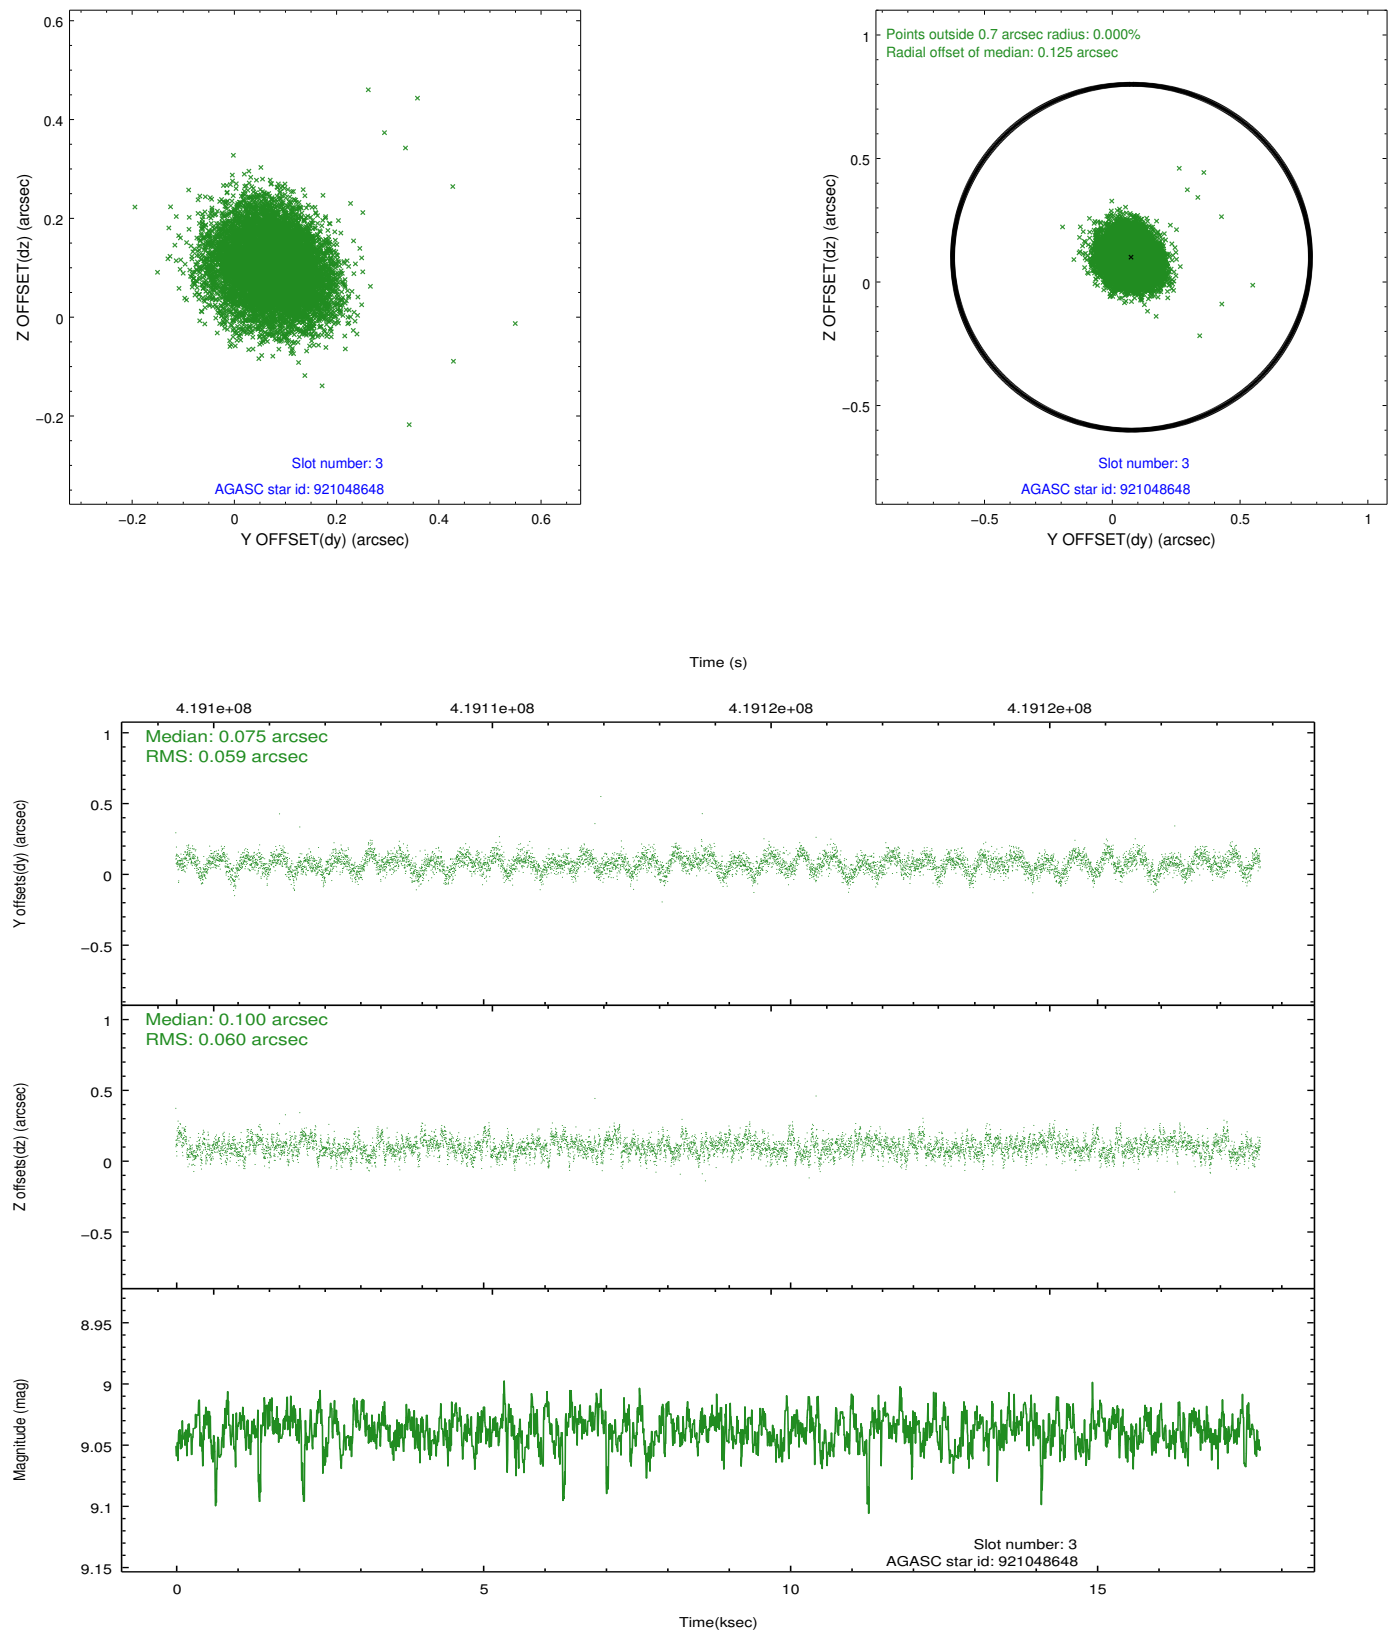 0.6
0.4
0.2
0
−0.2
Z OFFSET(dz) (arcsec)
Slot number: 3
AGASC star id: 921048648
−0.2
0
0.2
0.4
0.6
Y OFFSET(dy) (arcsec)
Points outside 0.7 arcsec radius: 0.000%
Radial offset of median: 0.125 arcsec
1
0.5
0
−0.5
Z OFFSET(dz) (arcsec)
Slot number: 3
AGASC star id: 921048648
−0.5
0
0.5
1
Y OFFSET(dy) (arcsec)
Time (s)
4.191e+08
4.1911e+08
4.1912e+08
4.1912e+08
Median: 0.075 arcsec
RMS: 0.059 arcsec
1
0.5
0
−0.5
Y offsets(dy) (arcsec)
Median: 0.100 arcsec
RMS: 0.060 arcsec
1
0.5
0
−0.5
Z offsets(dz) (arcsec)
8.95
9
9.05
9.1
9.15
Magnitude (mag)
Slot number: 3
AGASC star id: 921048648
0
5
10
15
Time(ksec)